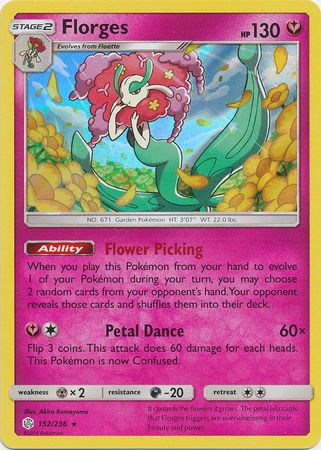 STAGE 2 Florges HP 130
Evolves from Floette
NO. 671 Garden Pokémon HT: 3'07" WT: 22.0 lbs.
Ability Flower Picking
When you play this Pokémon from your hand to evolve
1 of your Pokémon during your turn, you may choose
2 random cards from your opponent's hand. Your opponent
reveals those cards and shuffles them into their deck.
Petal Dance 60×
Flip 3 coins. This attack does 60 damage for each heads.
This Pokémon is now Confused.
weakness ×2 resistance -20 retreat
Illus. Akira Komayama
152/236 ★
©2019 Pokémon
It controls the flowers it grows. The petal blizzards
that Florges triggers are overwhelming in their
beauty and power.